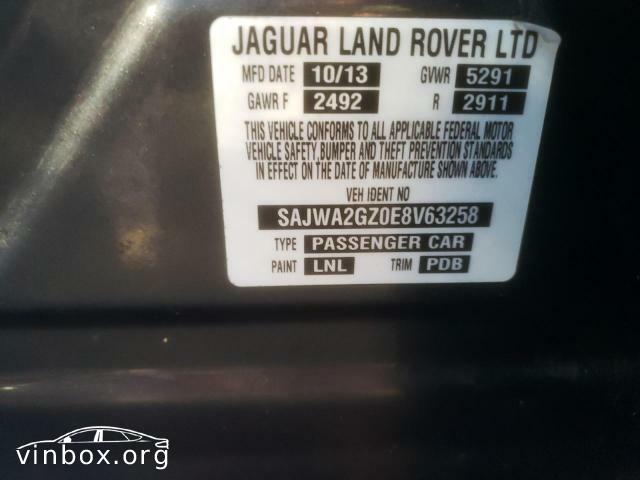 JAGUAR LAND ROVER LTD
MFD DATE 10/13 GVWR 5291
GAWR F 2492 R 2911
THIS VEHICLE CONFORMS TO ALL APPLICABLE FEDERAL MOTOR
VEHICLE SAFETY, BUMPER AND THEFT PREVENTION STANDARDS
IN EFFECT ON THE DATE OF MANUFACTURE SHOWN ABOVE.
VEH IDENT NO
SAJWA2GZ0E8V63258
TYPE PASSENGER CAR
PAINT LNL TRIM PDB
vinbox.org